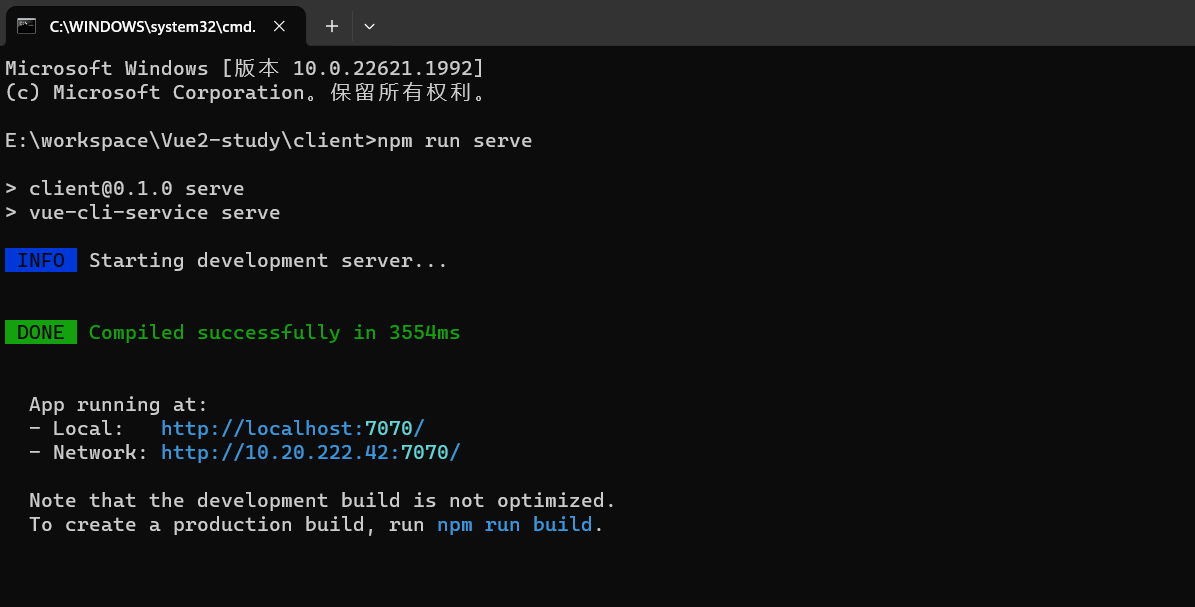 C:\WINDOWS\system32\cmd.
Microsoft Windows [版本 10.0.22621.1992]
(c) Microsoft Corporation。保留所有权利。
E:\workspace\Vue2-study\client>npm run serve
> client@0.1.0 serve
> vue-cli-service serve
INFO Starting development server...
DONE Compiled successfully in 3554ms
App running at:
- Local:   http://localhost:7070/
- Network: http://10.20.222.42:7070/
Note that the development build is not optimized.
To create a production build, run npm run build.